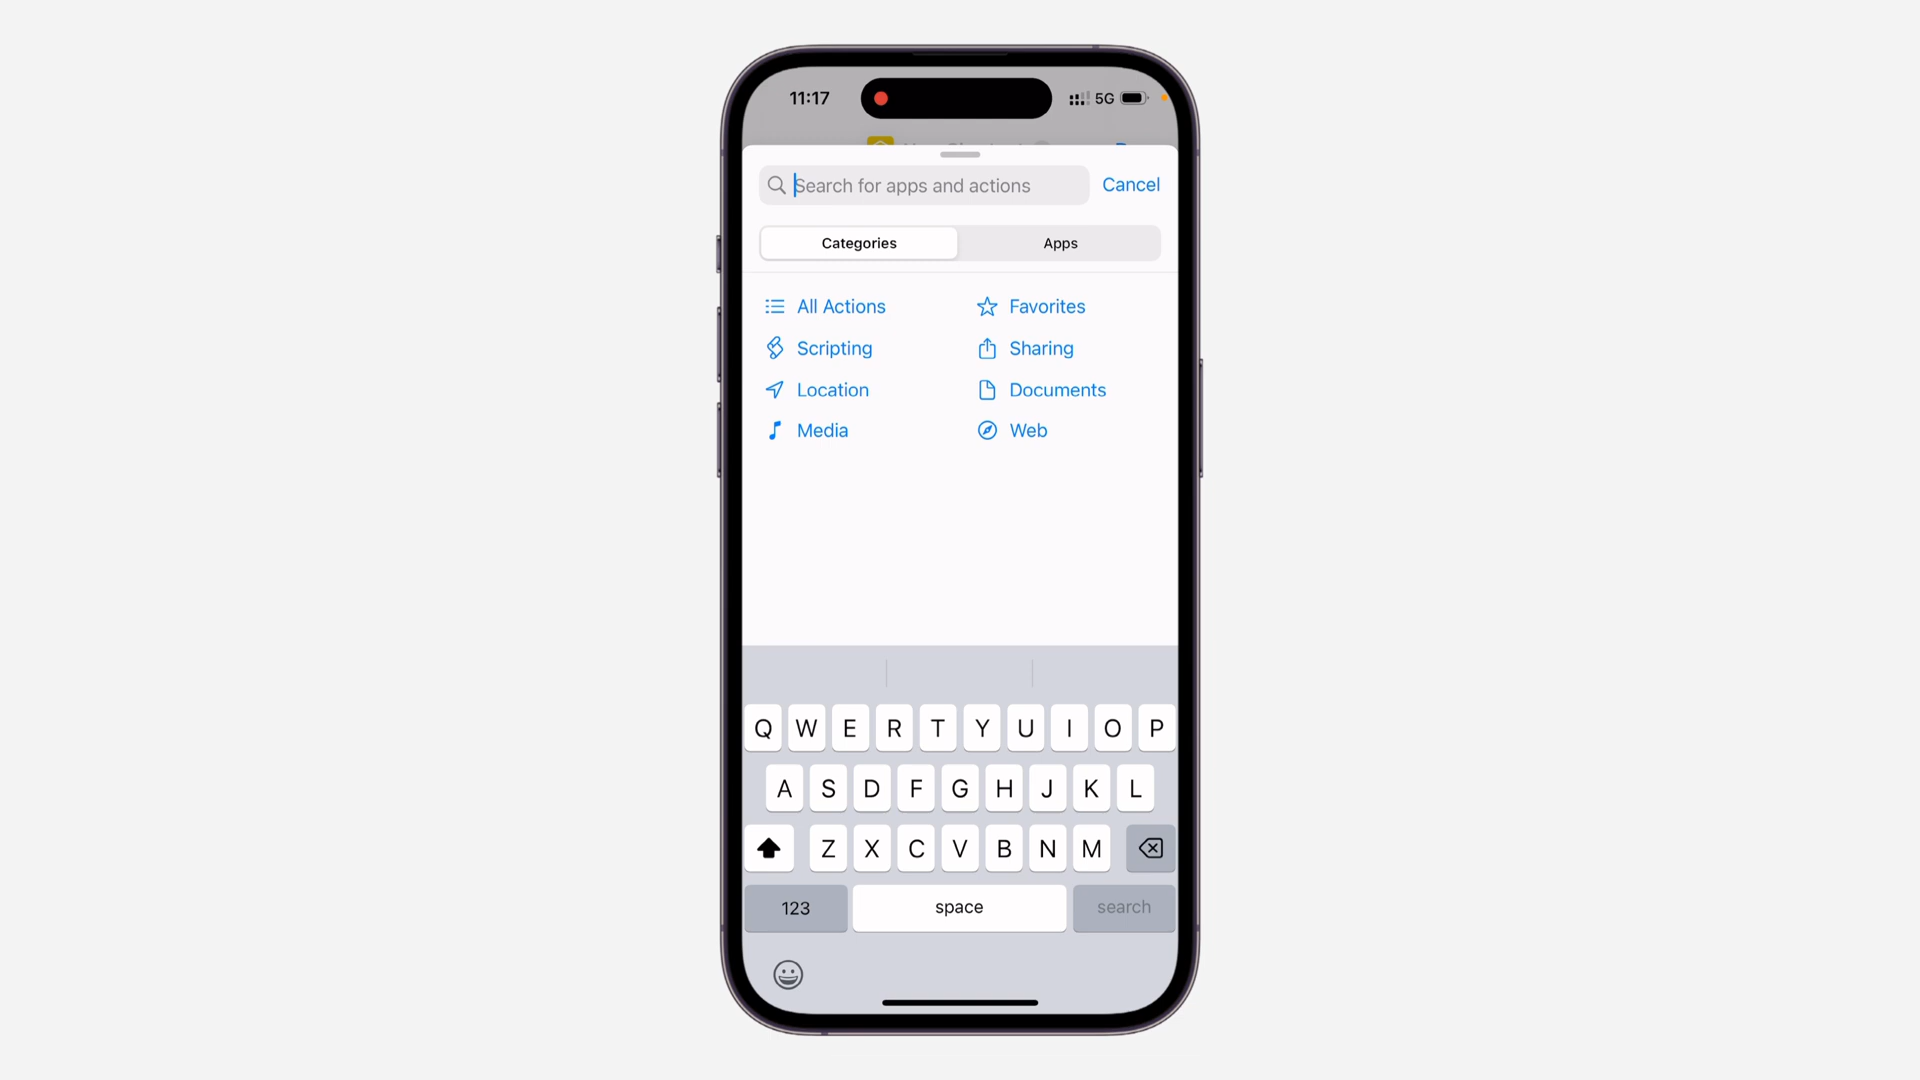 11:17 5G
Search for apps and actions Cancel
Categories Apps
All Actions Favorites
Scripting Sharing
Location Documents
Media Web
Q W E R T Y U I O P
A S D F G H J K L
Z X C V B N M
123 space search